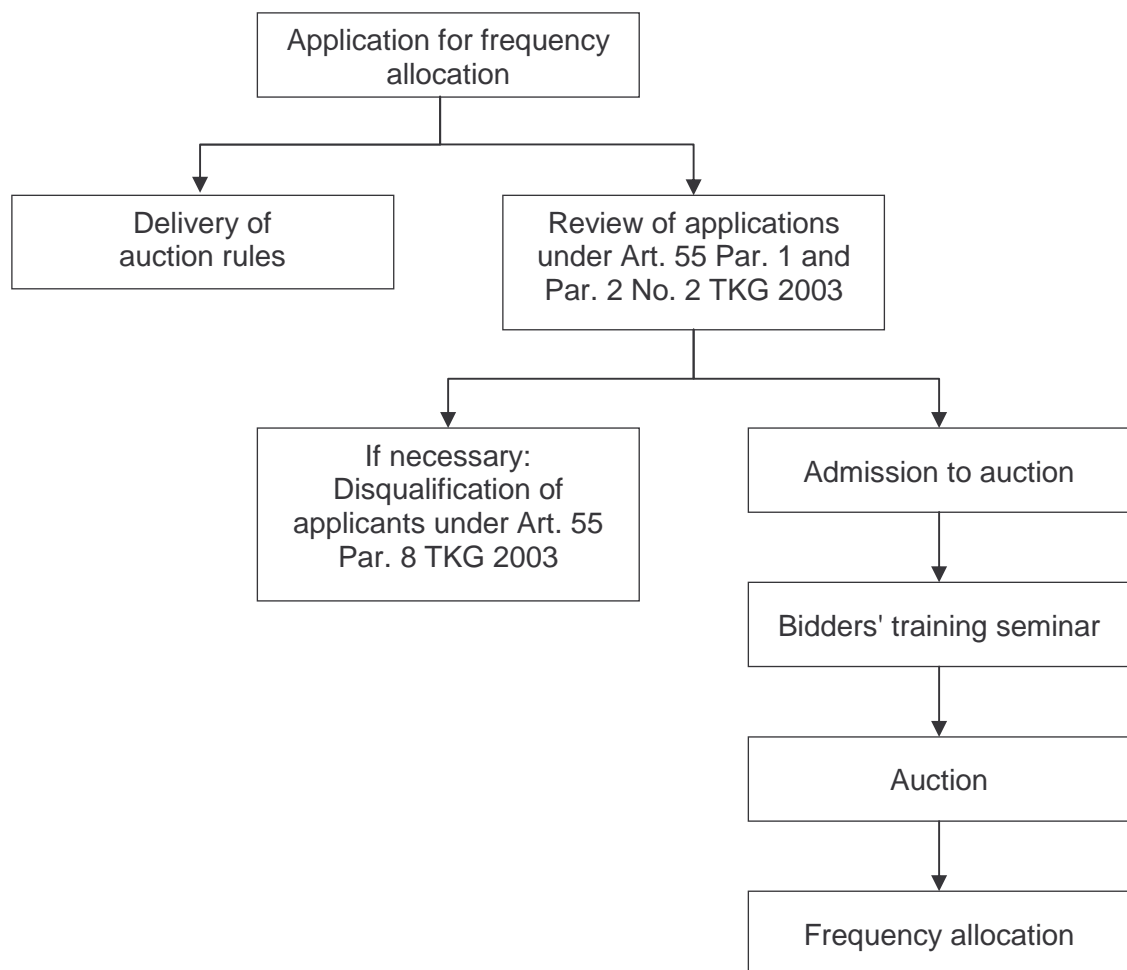 Application for frequency
allocation
Delivery of
auction rules
Review of applications
under Art. 55 Par. 1 and
Par. 2 No. 2 TKG 2003
If necessary:
Disqualification of
applicants under Art. 55
Par. 8 TKG 2003
Admission to auction
Bidders' training seminar
Auction
Frequency allocation